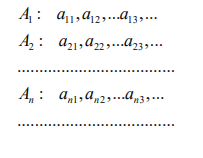 A₁ : a₁₁,a₁₂,...a₁₃,...
A₂ : a₂₁,a₂₂,...a₂₃,...
.......................................
Aₙ : aₙ₁,aₙ₂,...aₙ₃,...
.......................................